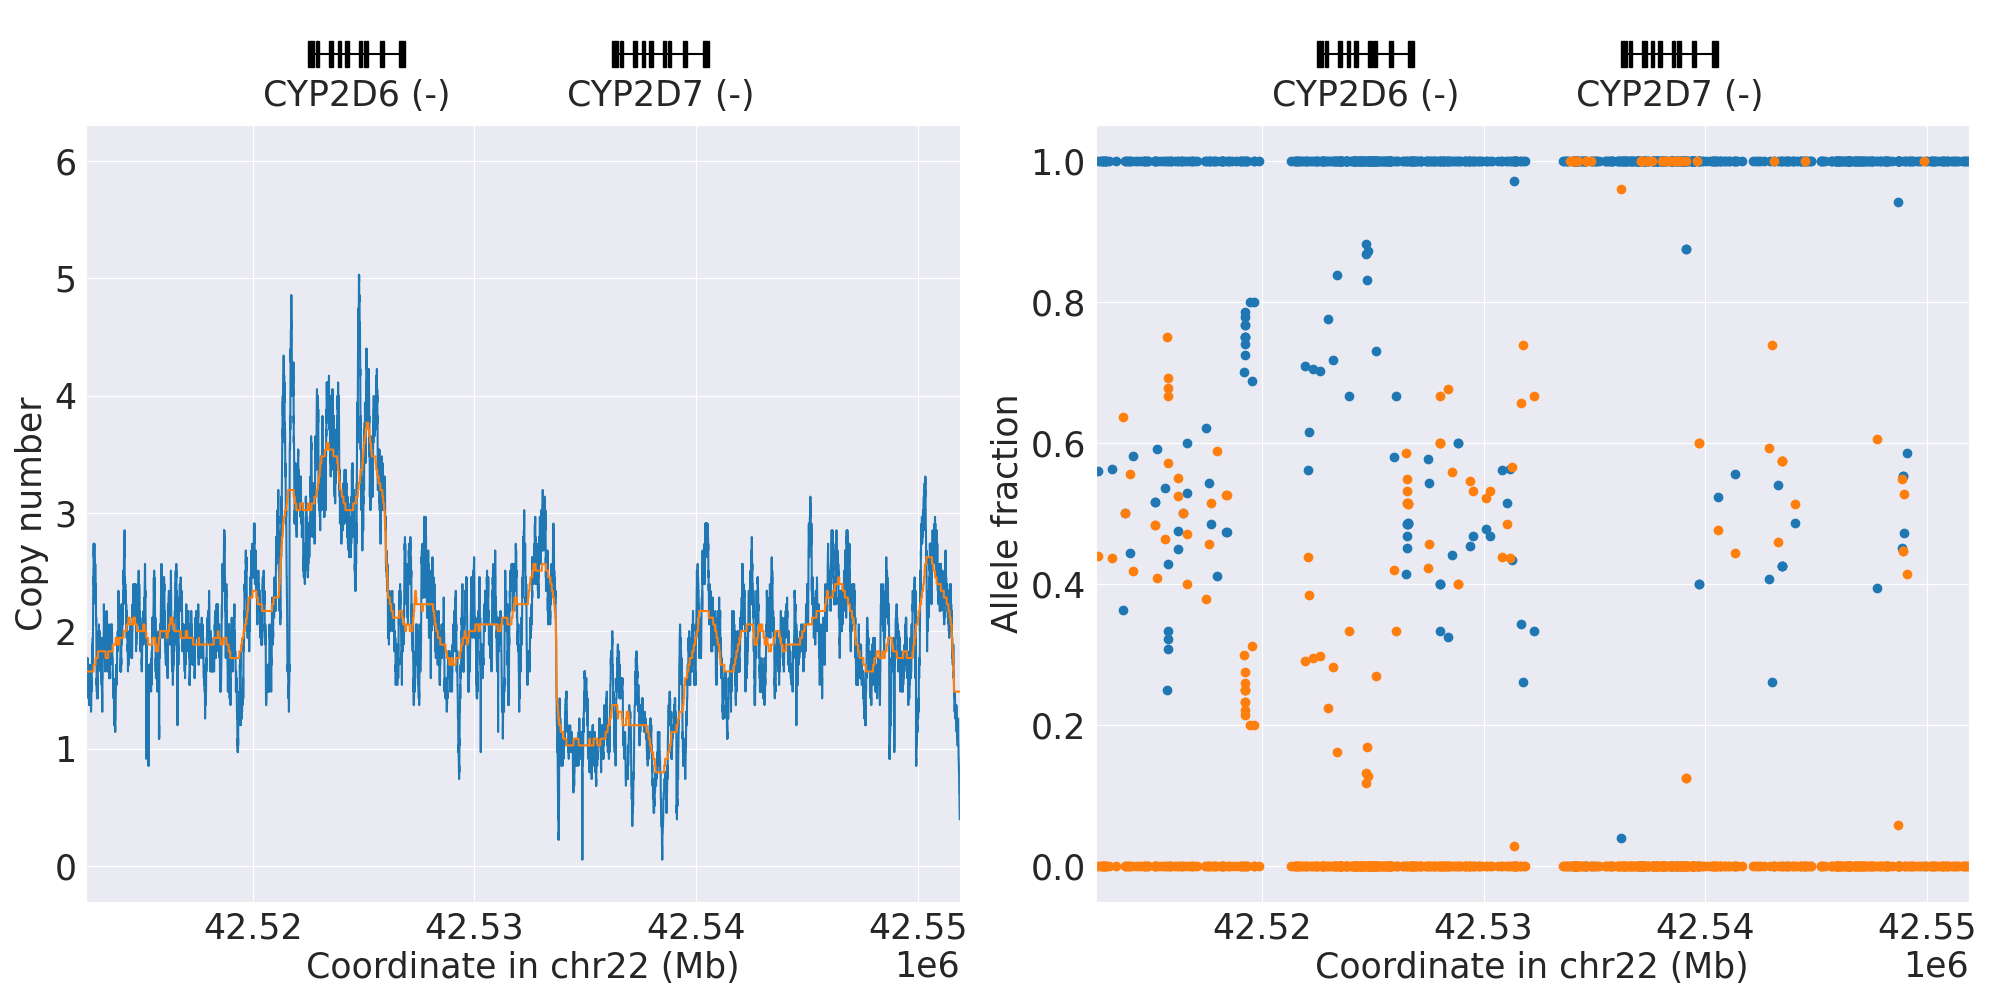 CYP2D6 (-)
CYP2D7 (-)
6
5
4
3
2
1
0
Copy number
42.52
42.53
42.54
42.55
Coordinate in chr22 (Mb)
1e6
CYP2D6 (-)
CYP2D7 (-)
1.0
0.8
0.6
0.4
0.2
0.0
Allele fraction
42.52
42.53
42.54
42.55
Coordinate in chr22 (Mb)
1e6